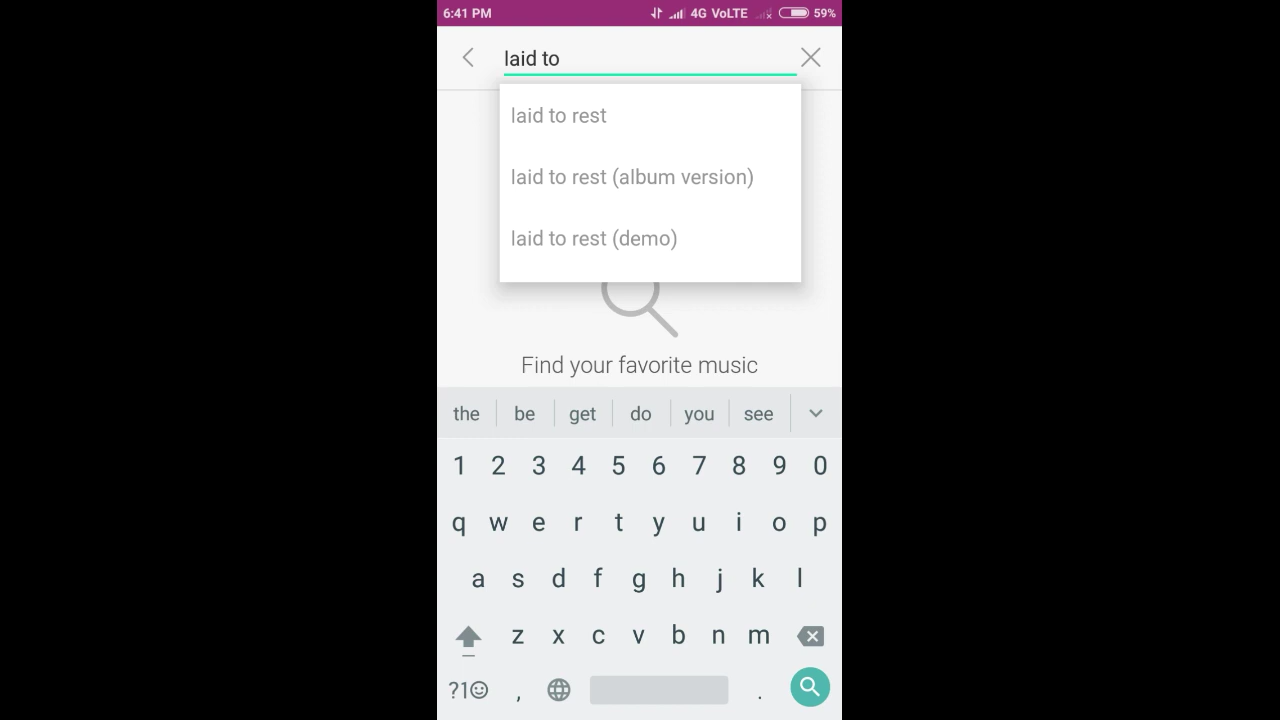 6:41 PM 4G VoLTE 59%
laid to
laid to rest
laid to rest (album version)
laid to rest (demo)
Find your favorite music
the be get do you see
1 2 3 4 5 6 7 8 9 0
q w e r t y u i o p
a s d f g h j k l
z x c v b n m
?1☺ , .